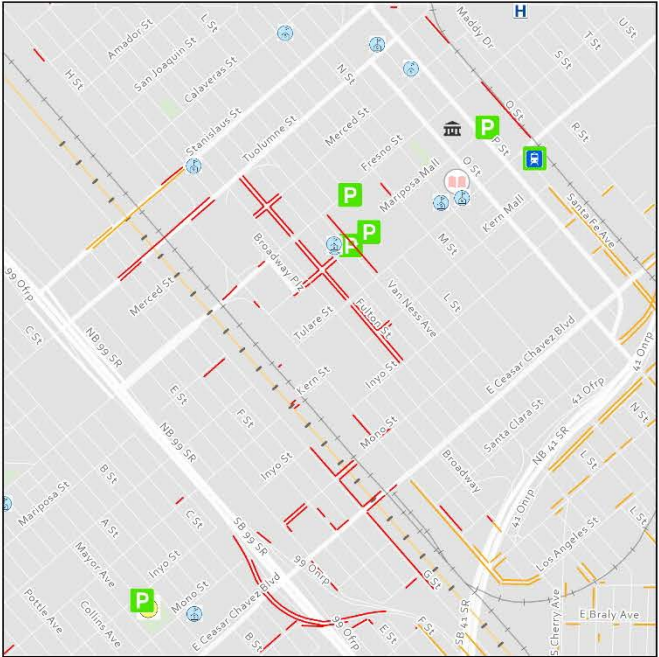 Amador St
L St
Maddy Dr
H
U St
T St
S St
San Joaquin St
H St
Calaveras St
N St
O St
R St
Merced St
P
P St
Stanislaus St
Tuolumne St
Fresno St
O St
Mariposa Mall
P
Kern Mall
Santa Fe Ave
P
P
M St
Broadway Plz
99 Ofrp
Merced St
Van Ness Ave
L St
Fulton St
Tulare St
C St
NB 99 SR
E Ceasar Chavez Blvd
41 Onrp
Kern St
Inyo St
E St
F St
41 Ofrp
Santa Clara St
N St
Mono St
NB 99 SR
NB 41 SR
Inyo St
Broadway
L St
B St
Mariposa St
C St
A St
SB 99 SR
41 Onrp
L St
Los Angeles St
Inyo St
Mayor Ave
99 Onrp
G St
Mono St
P
Pottle Ave
Collins Ave
E Ceasar Chavez Blvd
B St
99 Ofrp
E St
F St
SB 41 SR
S Cherry Ave
E Braly Ave